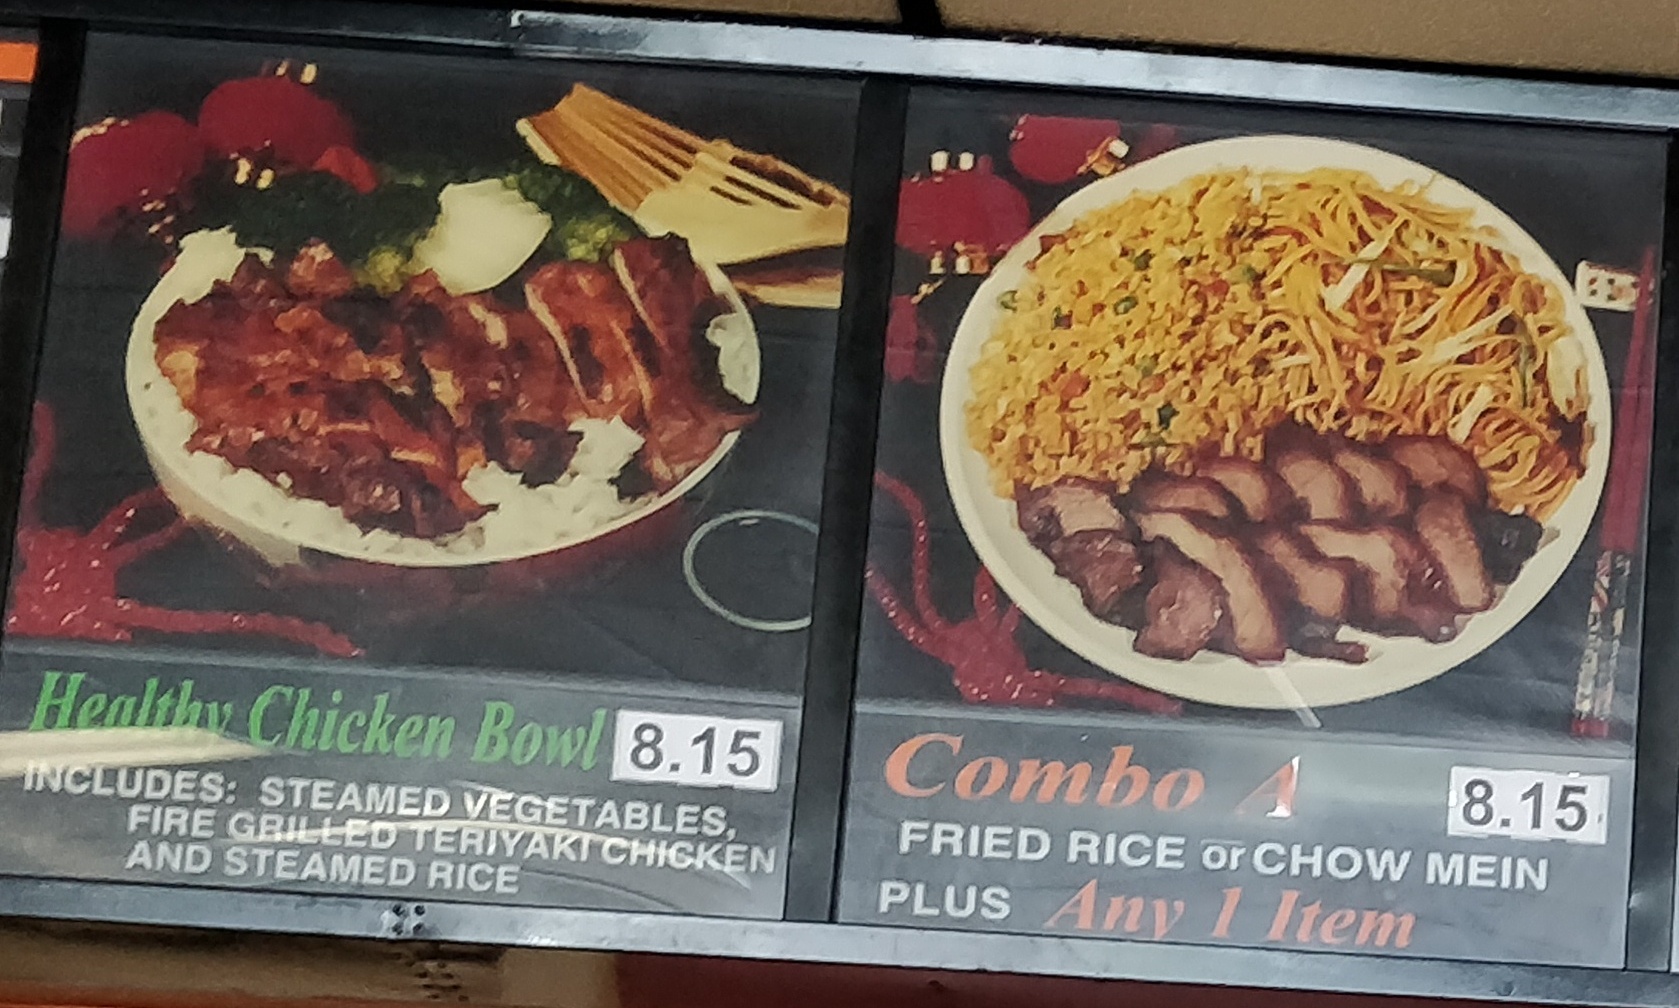 Healthy Chicken Bowl 8.15
INCLUDES: STEAMED VEGETABLES,
FIRE GRILLED TERIYAKI CHICKEN
AND STEAMED RICE
Combo A 8.15
FRIED RICE or CHOW MEIN
PLUS Any 1 Item